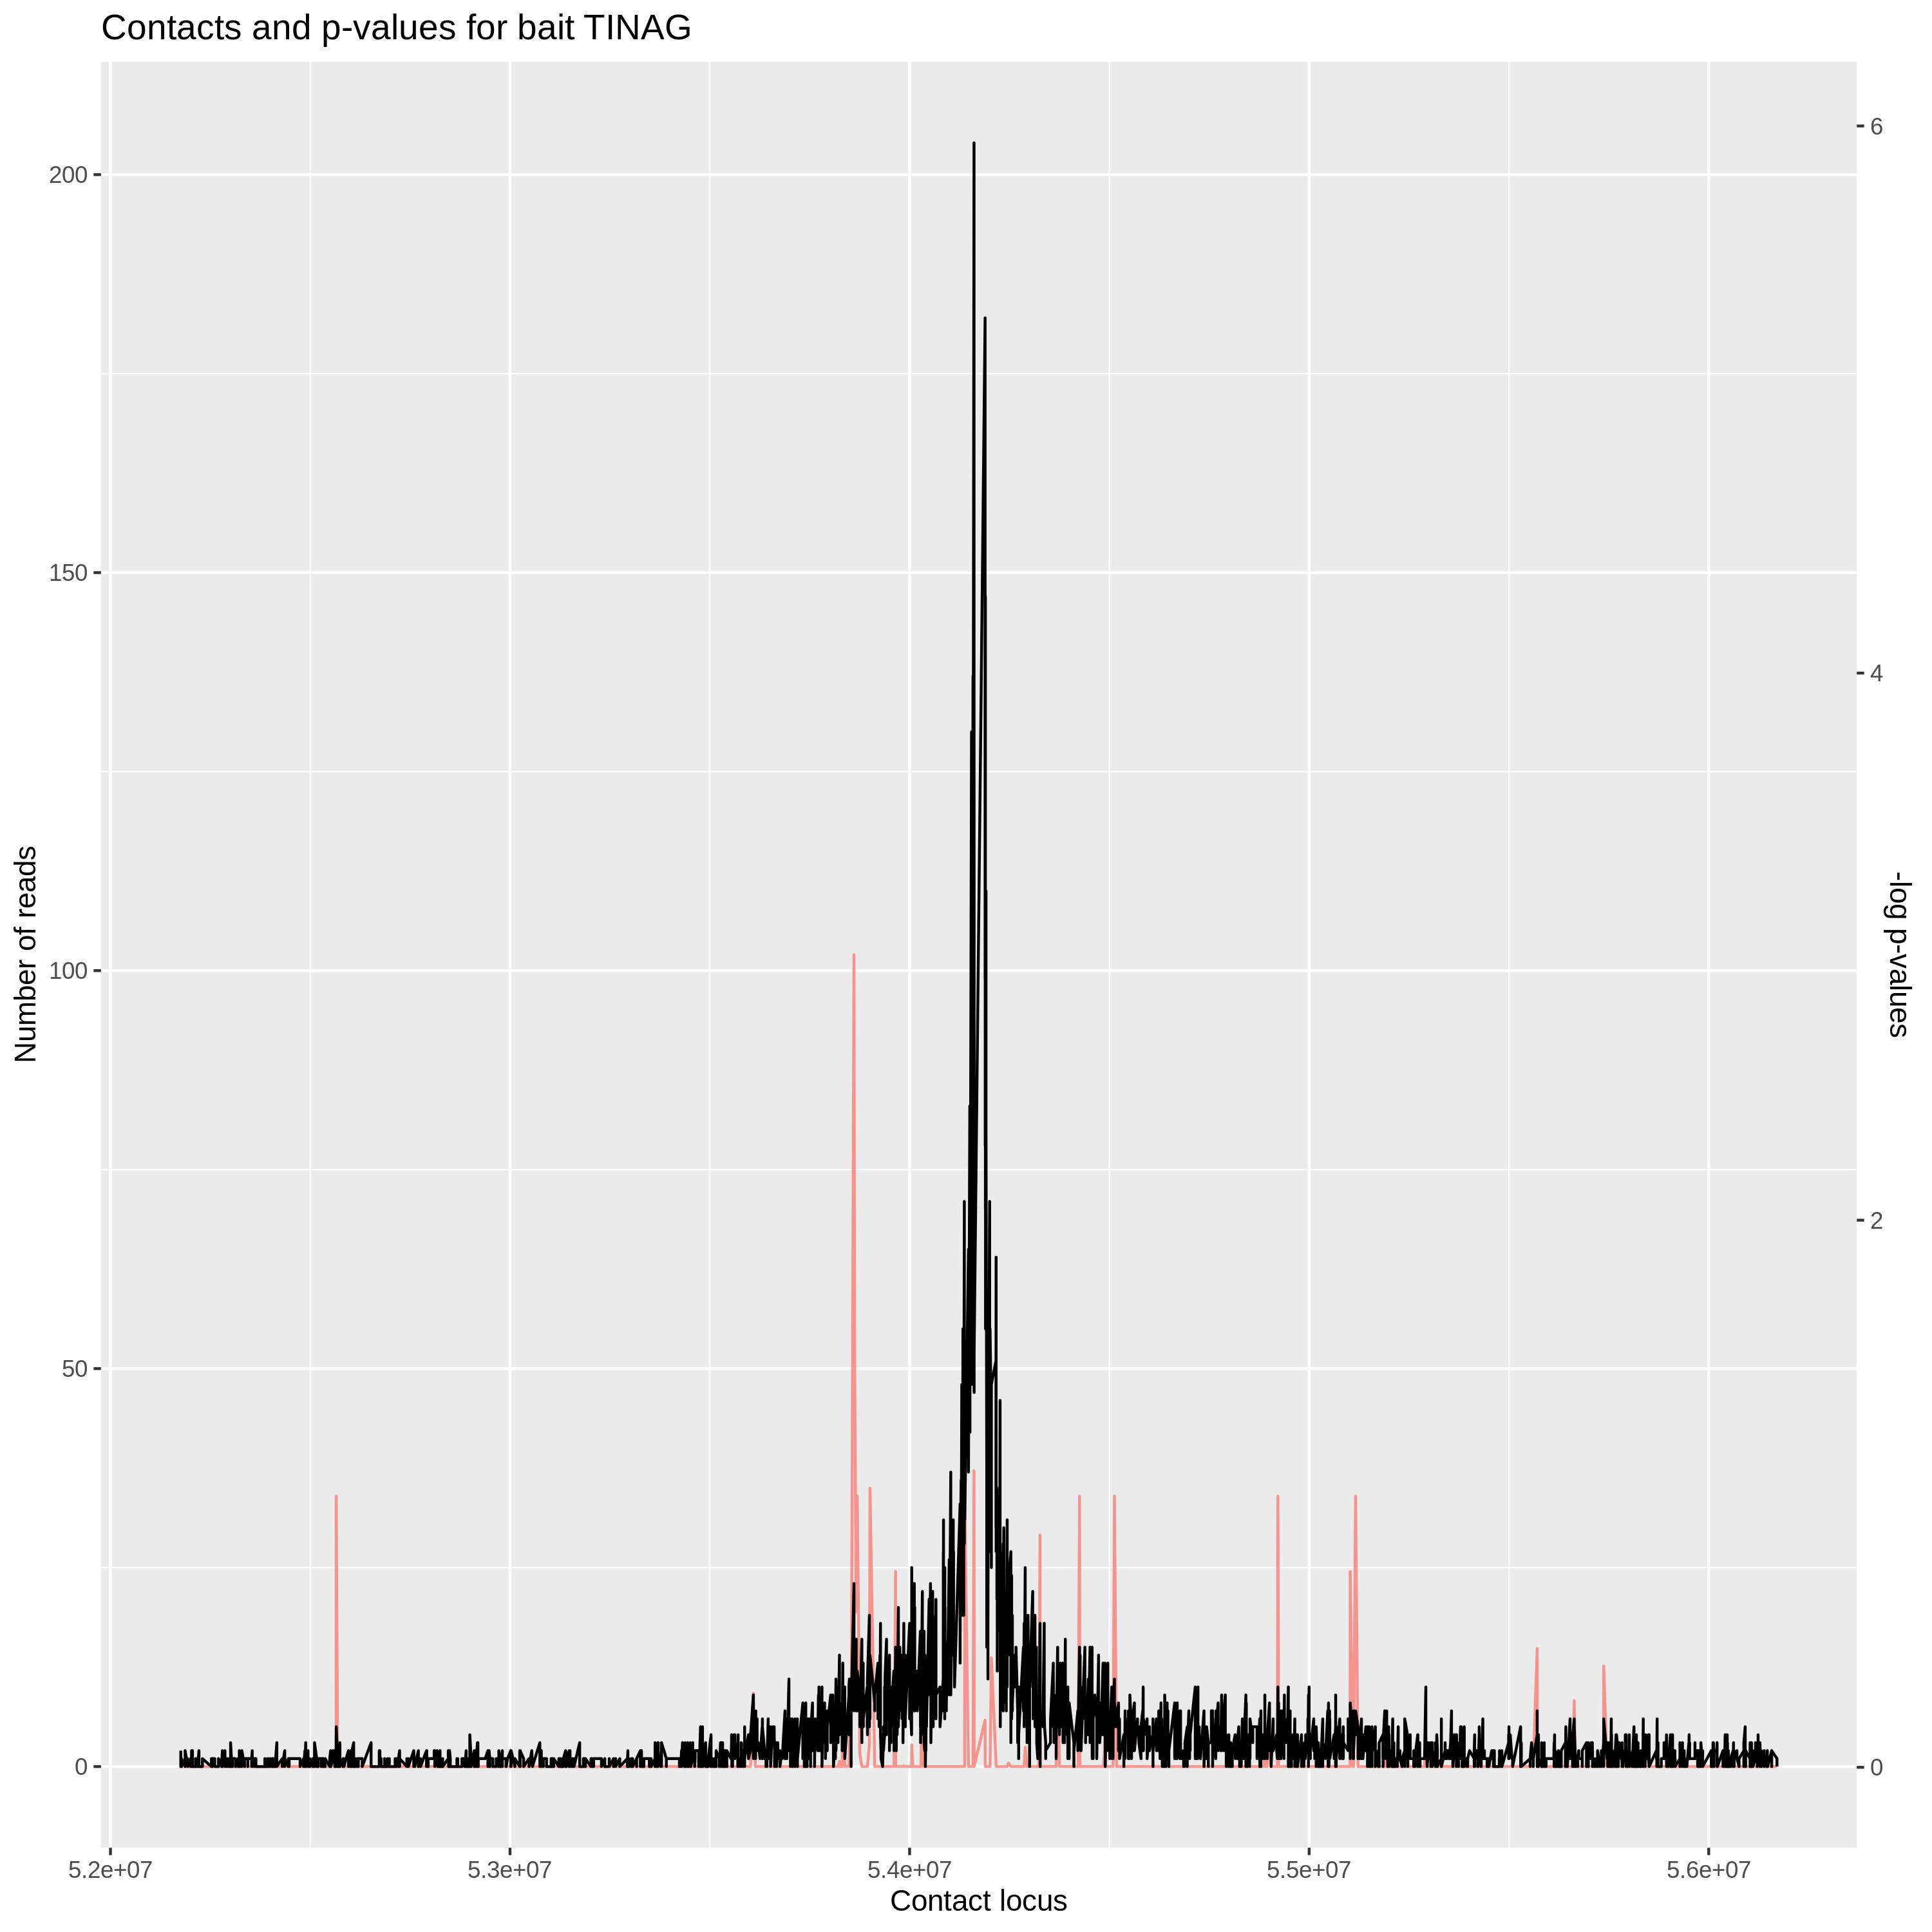 Contacts and p-values for bait TINAG
200
150
100
50
0
Number of reads
6
4
2
0
-log p-values
5.2e+07
5.3e+07
5.4e+07
5.5e+07
5.6e+07
Contact locus